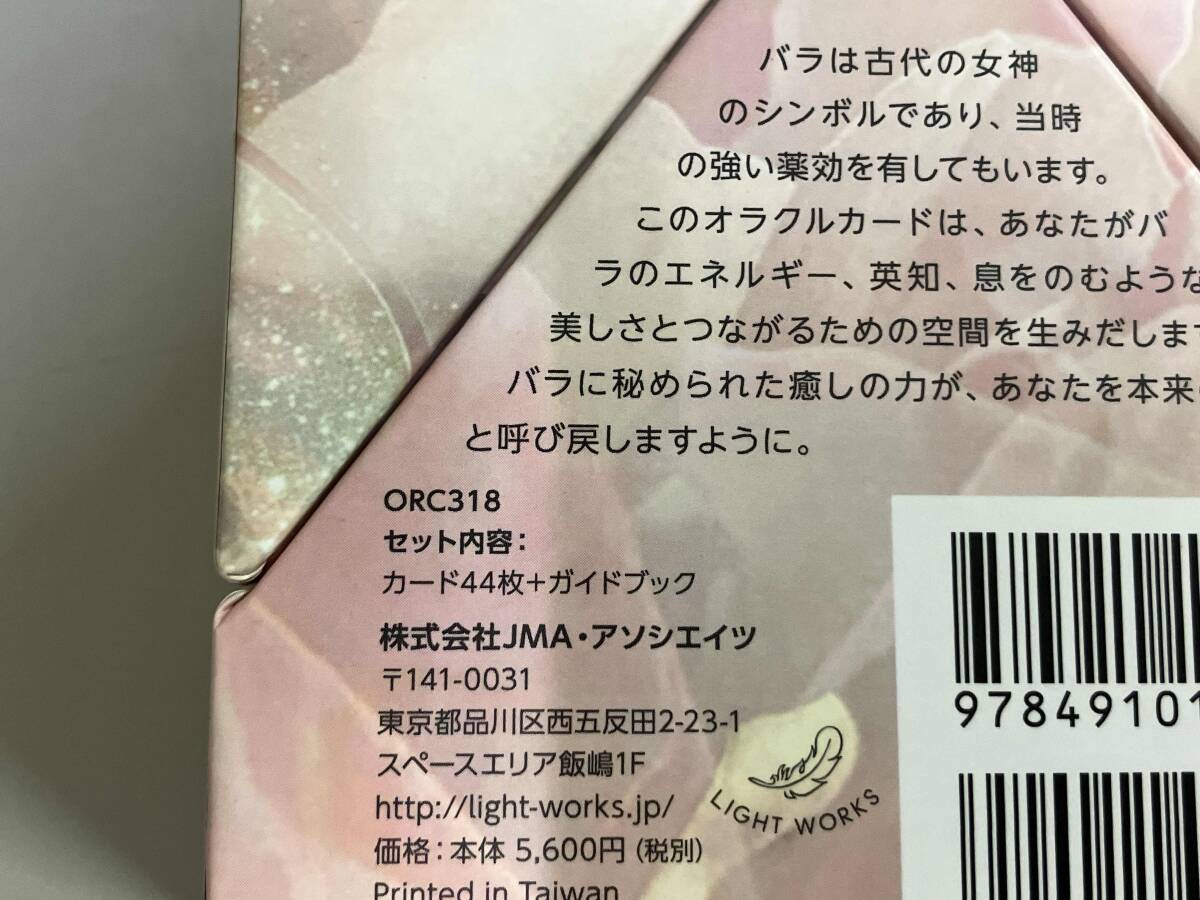 バラは古代の女神
のシンボルであり、当時
の強い薬効を有してもいます。
このオラクルカードは、あなたがバ
ラのエネルギー、英知、息をのむような
美しさとつながるための空間を生みだします
バラに秘められた癒しの力が、あなたを本来
と呼び戻しますように。
ORC318
セット内容：
カード44枚＋ガイドブック
株式会社JMA・アソシエイツ
〒141-0031
東京都品川区西五反田2-23-1
スペースエリア飯嶋1F
http://light-works.jp/
価格：本体 5,600円（税別）
Printed in Taiwan
LIGHT WORKS
9784910